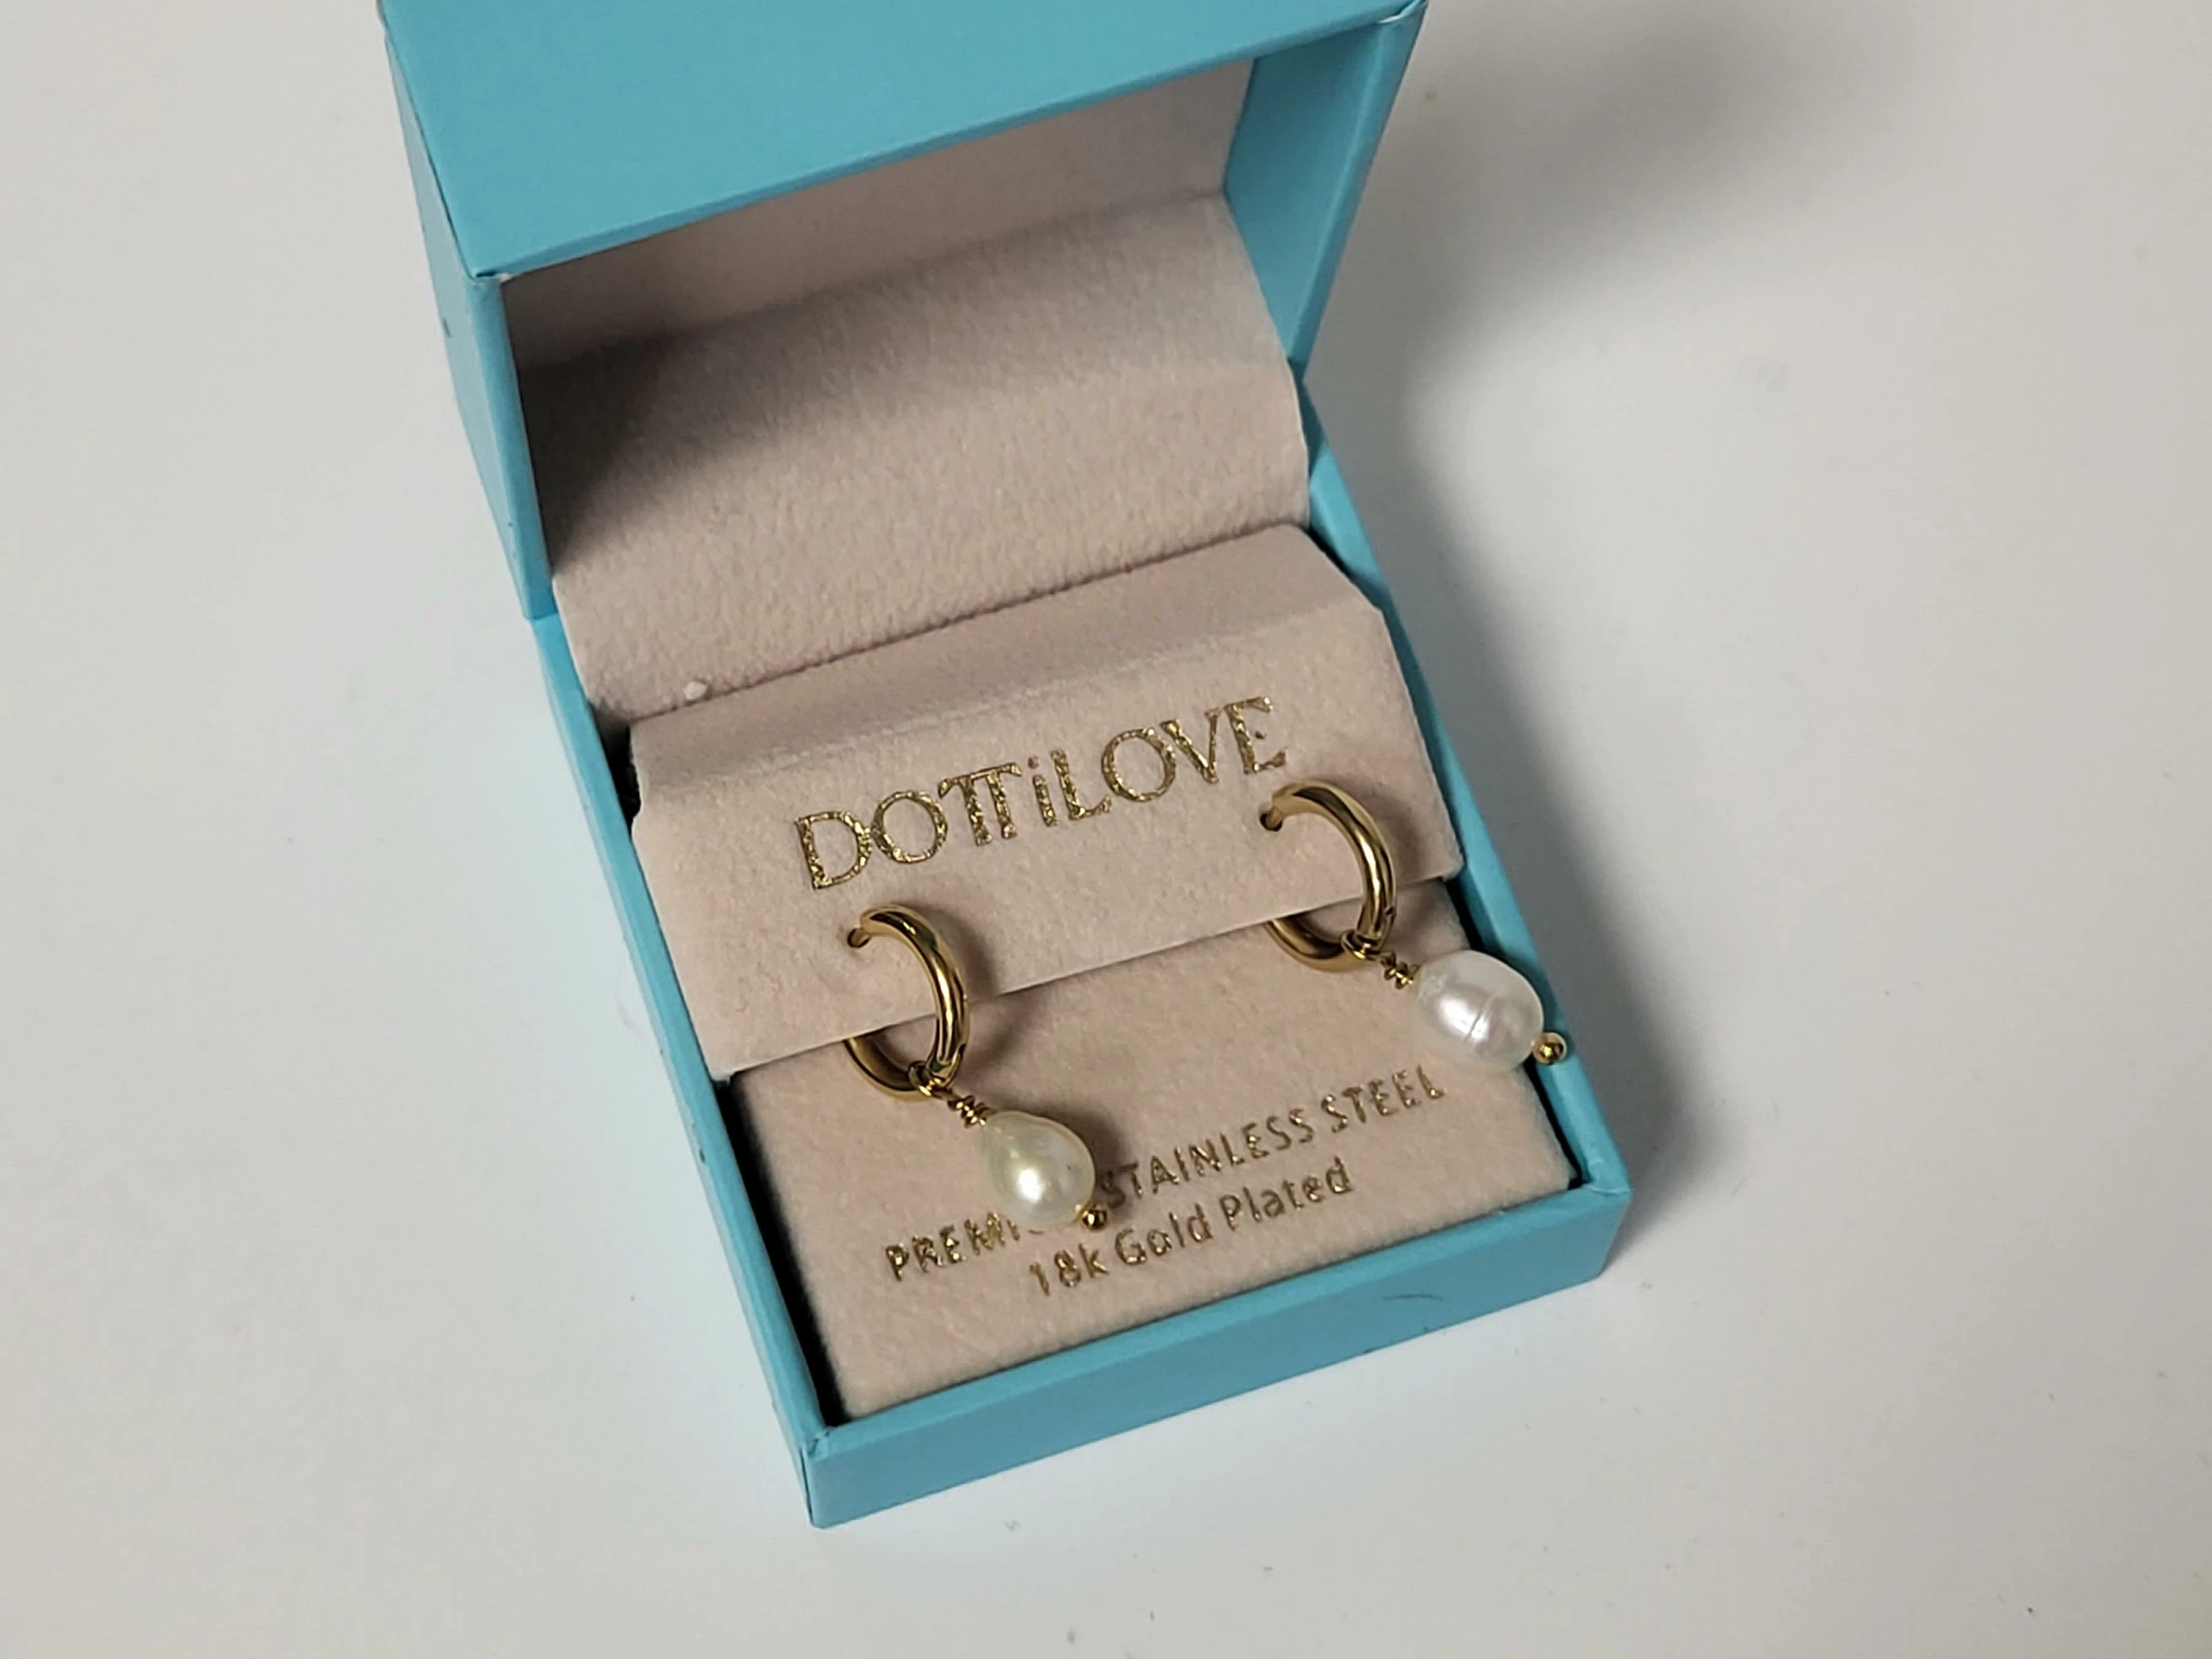 DOTTiLOVE
STAINLESS STEEL
18k Gold Plated